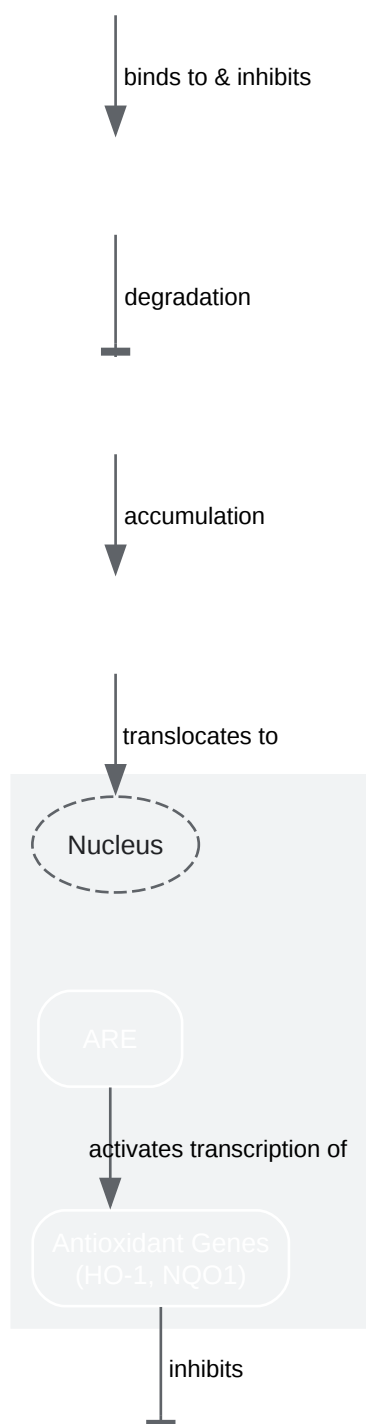 binds to & inhibits
degradation
accumulation
translocates to
Nucleus
ARE
activates transcription of
Antioxidant Genes
(HO-1, NQO1)
inhibits